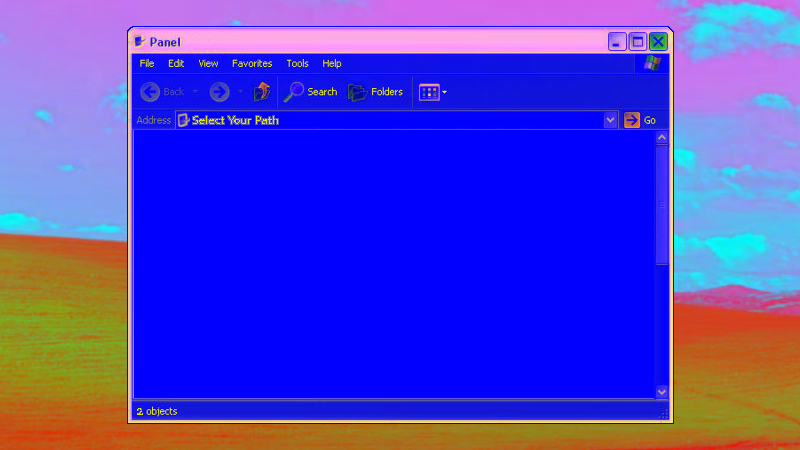 Panel
File Edit View Favorites Tools Help
Back Search Folders
Address Select Your Path Go
2 objects